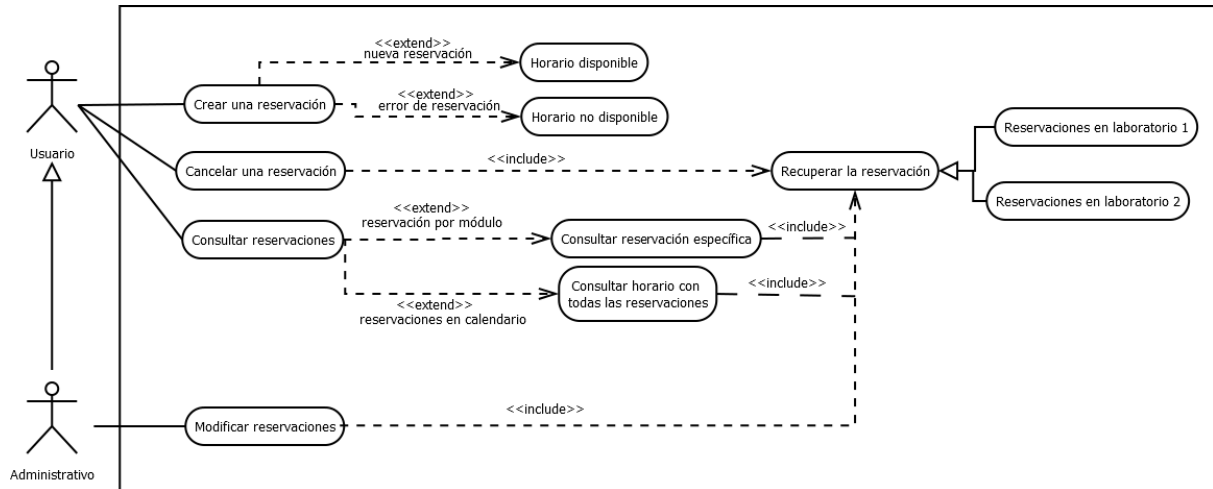 <<extend>>
nueva reservación
Horario disponible
Crear una reservación
<<extend>>
error de reservación
Horario no disponible
Usuario
Reservaciones en laboratorio 1
Cancelar una reservación
<<include>>
Recuperar la reservación
Reservaciones en laboratorio 2
<<extend>>
reservación por módulo
Consultar reservaciones
Consultar reservación específica
<<include>>
Consultar horario con
todas las reservaciones
<<include>>
<<extend>>
reservaciones en calendario
<<include>>
Modificar reservaciones
Administrativo